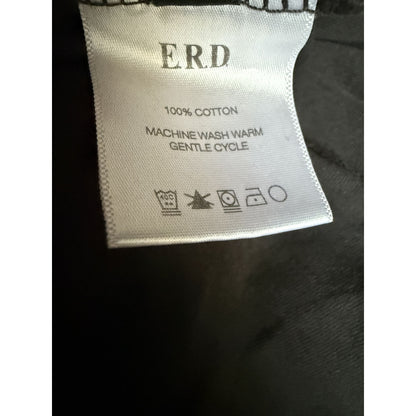 E.R.D.
100% COTTON
MACHINE WASH WARM
GENTLE CYCLE